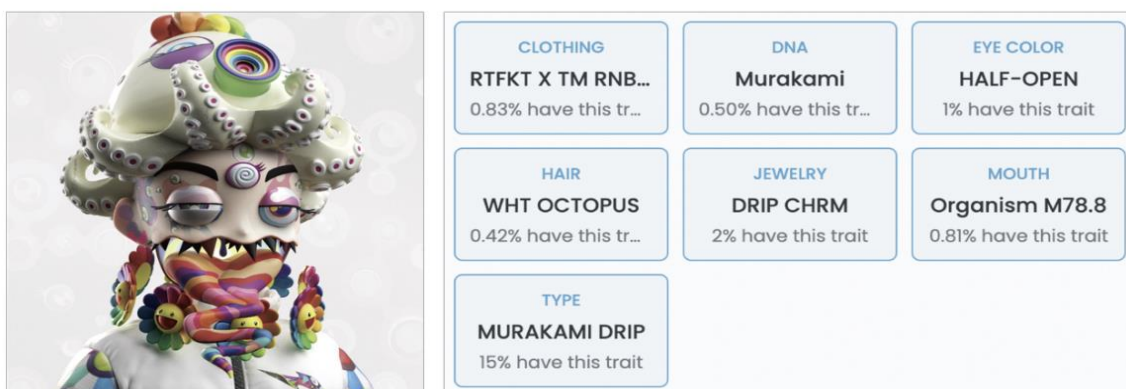 CLOTHING
RTFKT X TM RNB...
0.83% have this tr...
DNA
Murakami
0.50% have this tr...
EYE COLOR
HALF-OPEN
1% have this trait
HAIR
WHT OCTOPUS
0.42% have this tr...
JEWELRY
DRIP CHRM
2% have this trait
MOUTH
Organism M78.8
0.81% have this trait
TYPE
MURAKAMI DRIP
15% have this trait